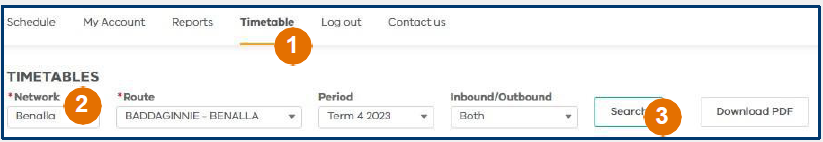 Schedule My Account Reports Timetable Log out Contact us
1
TIMETABLES
*Network *Route Period Inbound/Outbound
2
Benalla BADDAGINNIE - BENALLA Term 4 2023 Both Search Download PDF
3